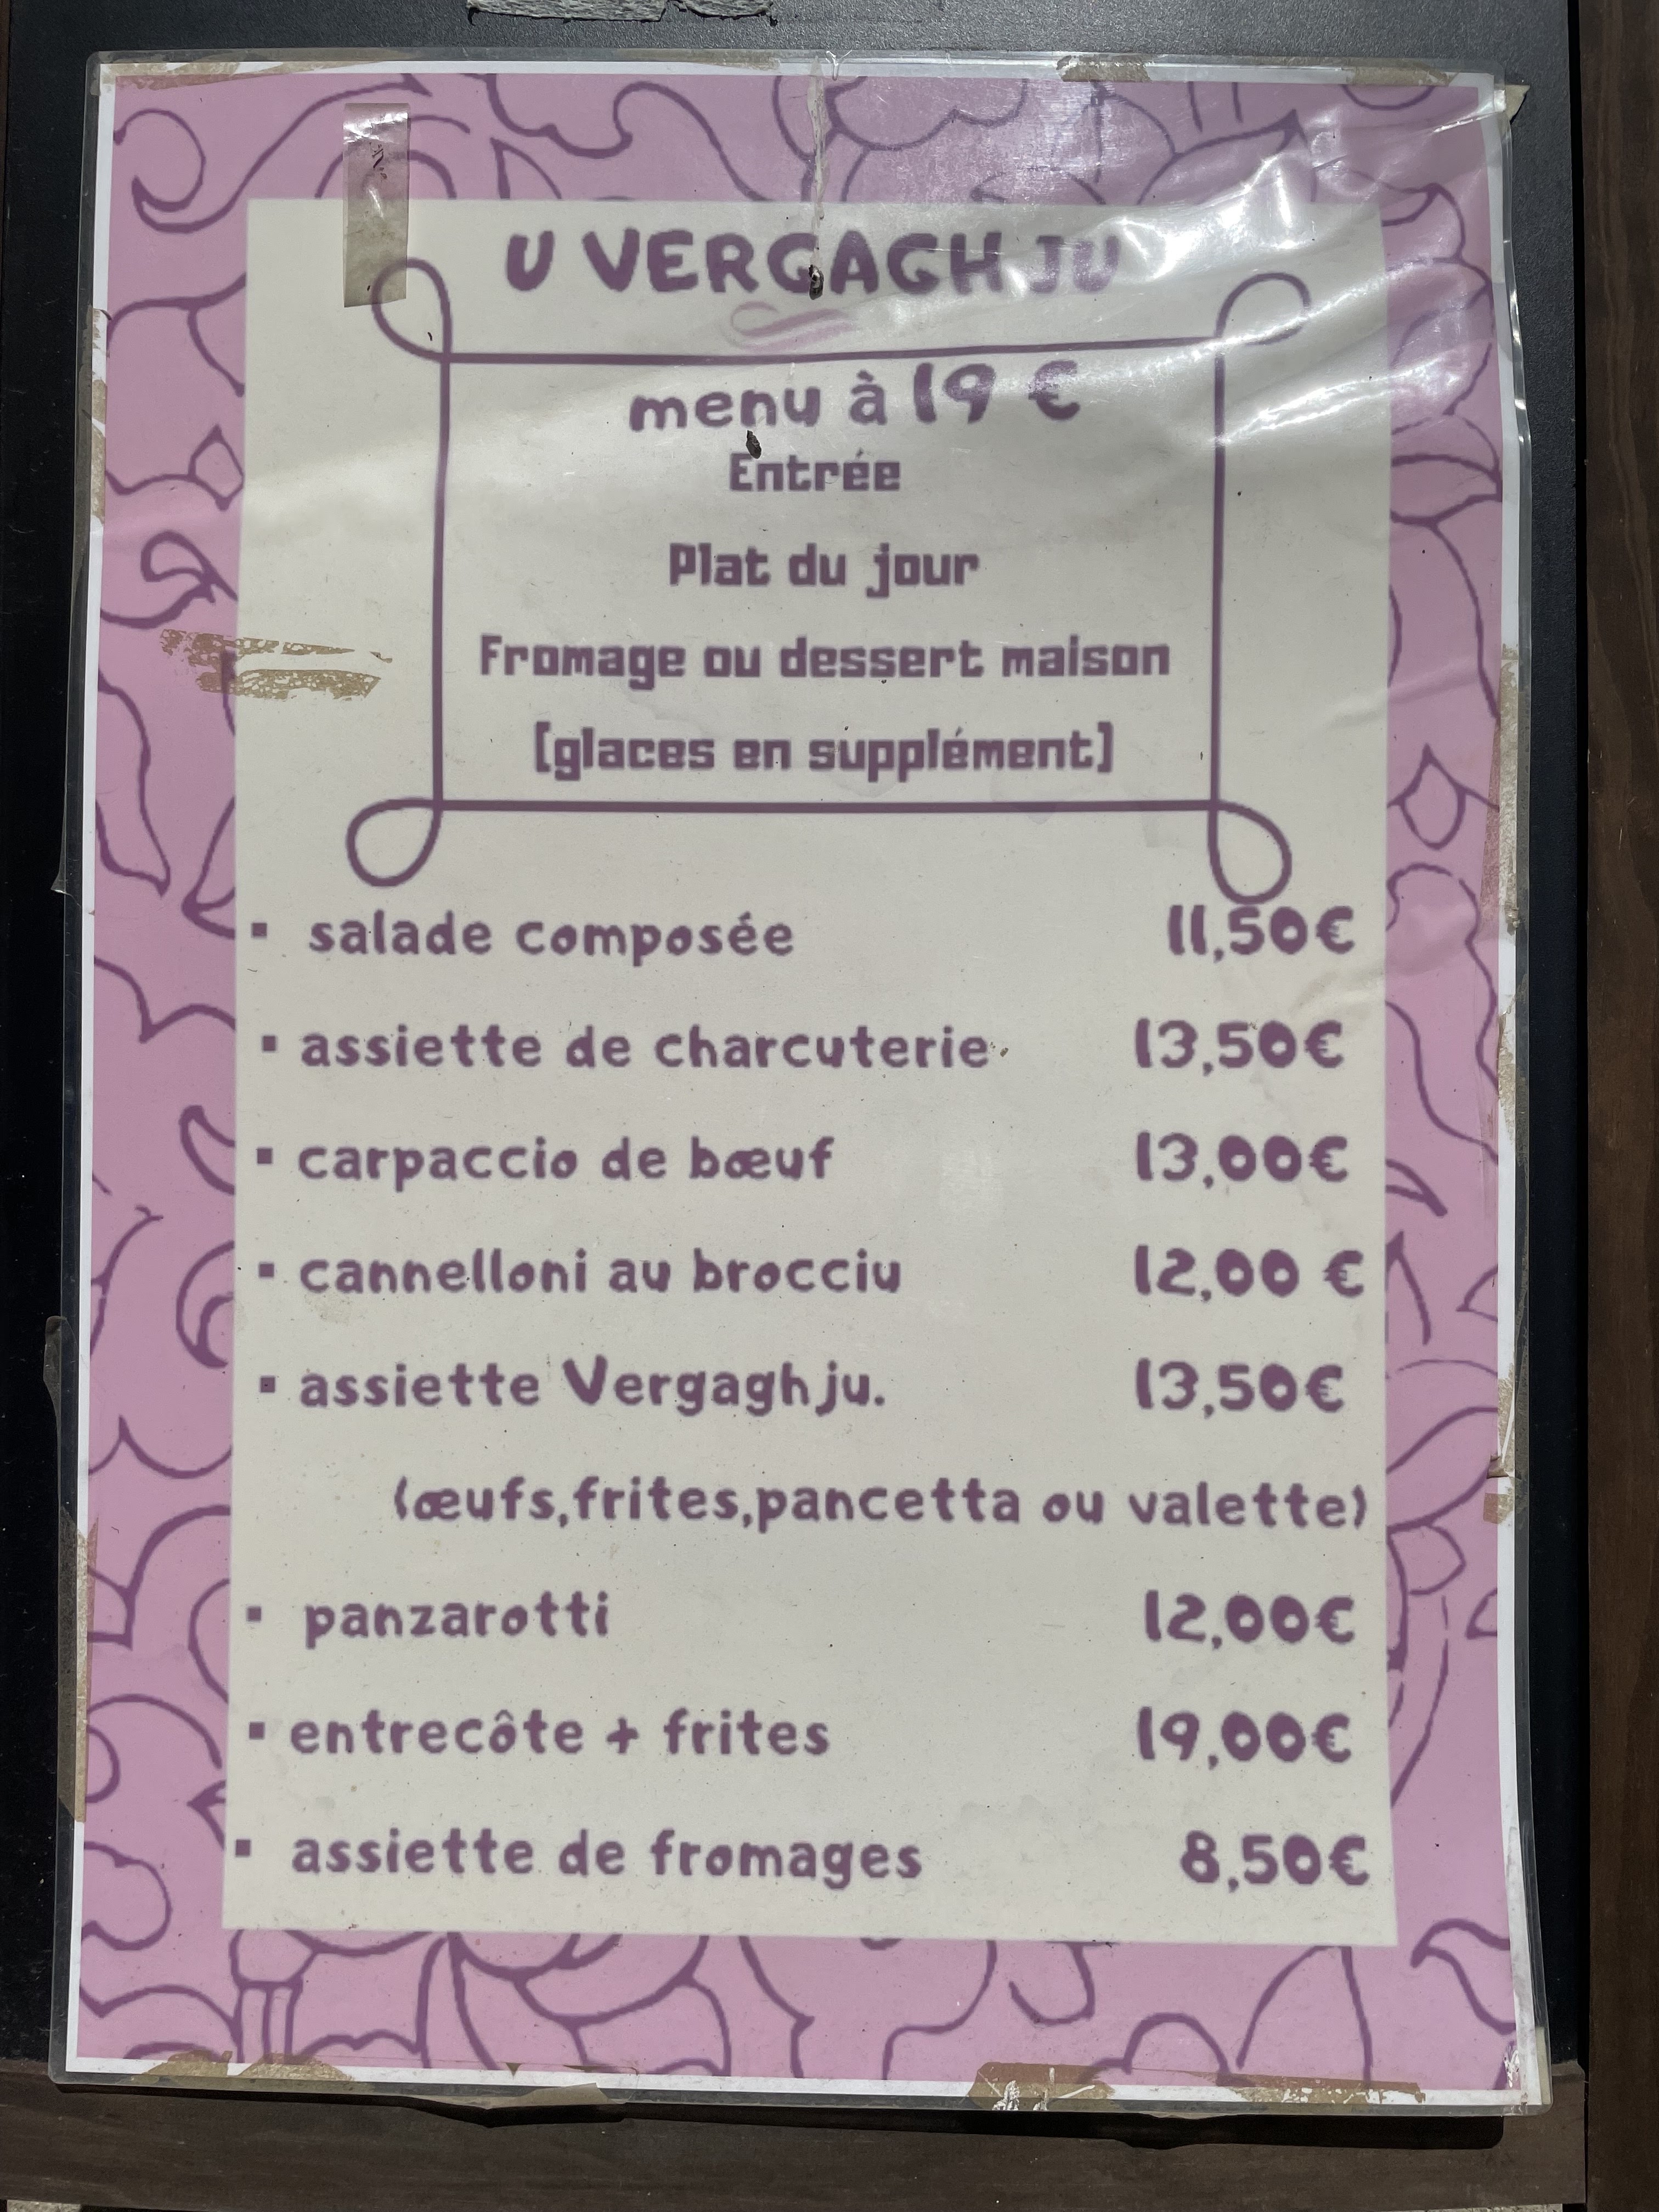 U VERGAGHJU
menu à 19 €
Entrée
Plat du jour
Fromage ou dessert maison
[glaces en supplément]
▪ salade composée 11,50€
▪ assiette de charcuterie 13,50€
▪ carpaccio de bœuf 13,00€
▪ cannelloni au brocciu 12,00 €
▪ assiette Vergaghju. 13,50€
(œufs,frites,pancetta ou valette)
▪ panzarotti 12,00€
▪ entrecôte + frites 19,00€
▪ assiette de fromages 8,50€